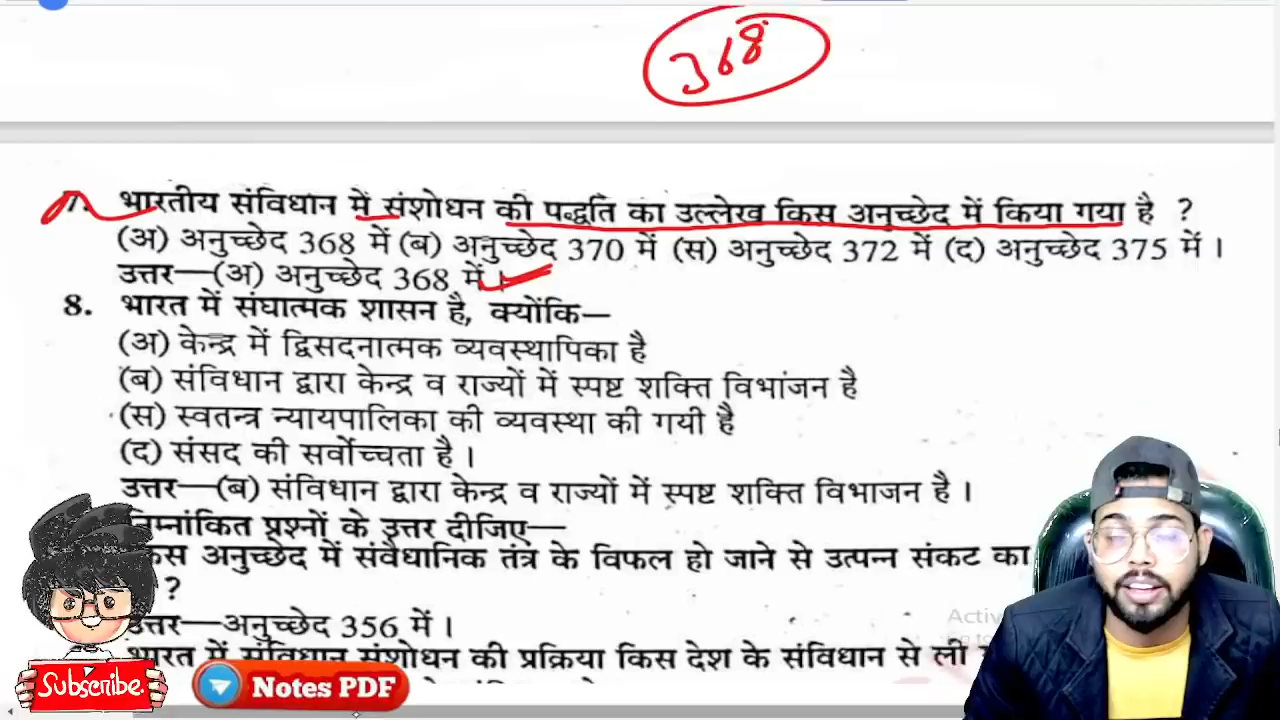 368
7. भारतीय संविधान में संशोधन की पद्धति का उल्लेख किस अनुच्छेद में किया गया है ?
(अ) अनुच्छेद 368 में (ब) अनुच्छेद 370 में (स) अनुच्छेद 372 में (द) अनुच्छेद 375 में।
उत्तर—(अ) अनुच्छेद 368 में।
8. भारत में संघात्मक शासन है, क्योंकि—
(अ) केन्द्र में द्विसदनात्मक व्यवस्थापिका है
(ब) संविधान द्वारा केन्द्र व राज्यों में स्पष्ट शक्ति विभांजन है
(स) स्वतन्त्र न्यायपालिका की व्यवस्था की गयी है
(द) संसद की सर्वोच्चता है।
उत्तर—(ब) संविधान द्वारा केन्द्र व राज्यों में स्पष्ट शक्ति विभाजन है।
निम्नांकित प्रश्नों के उत्तर दीजिए—
किस अनुच्छेद में संवैधानिक तंत्र के विफल हो जाने से उत्पन्न संकट का
?
उत्तर—अनुच्छेद 356 में।
भारत में संविधान संशोधन की प्रक्रिया किस देश के संविधान से ली
Subscribe.
Notes PDF